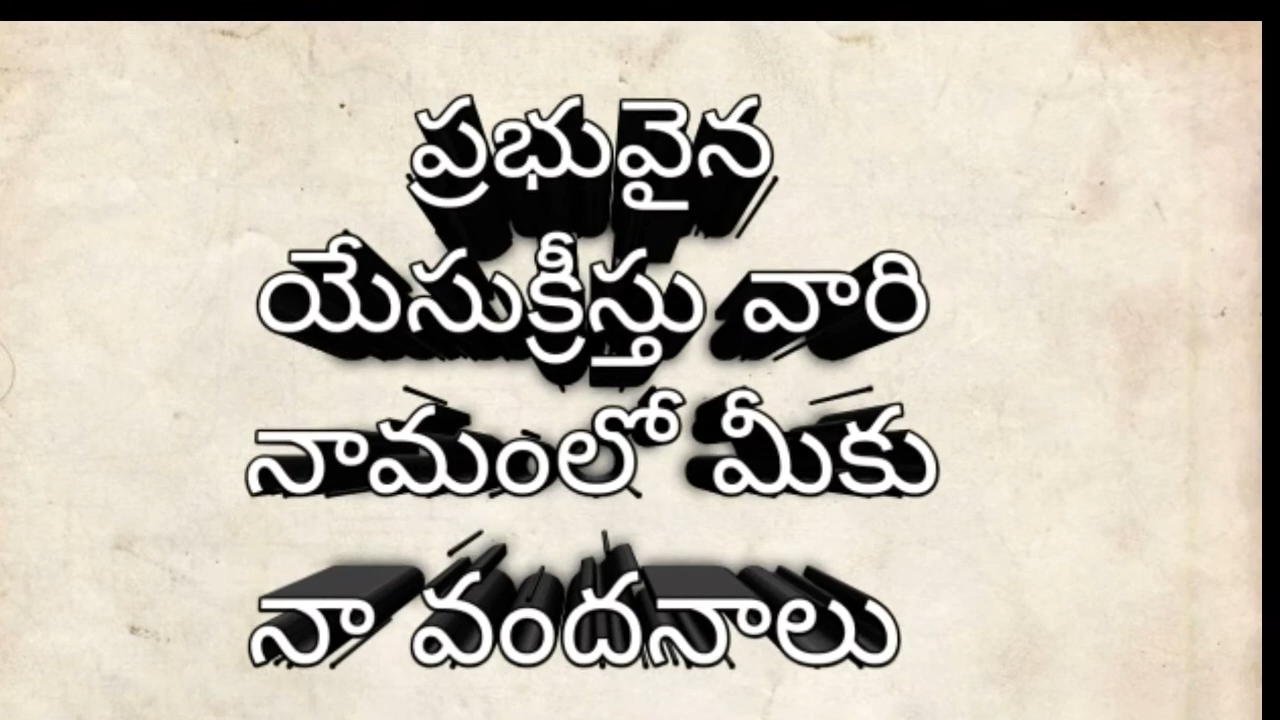 ప్రభువైన
యేసుక్రీస్తు వారి
నామంలో మీకు
నా వందనాలు